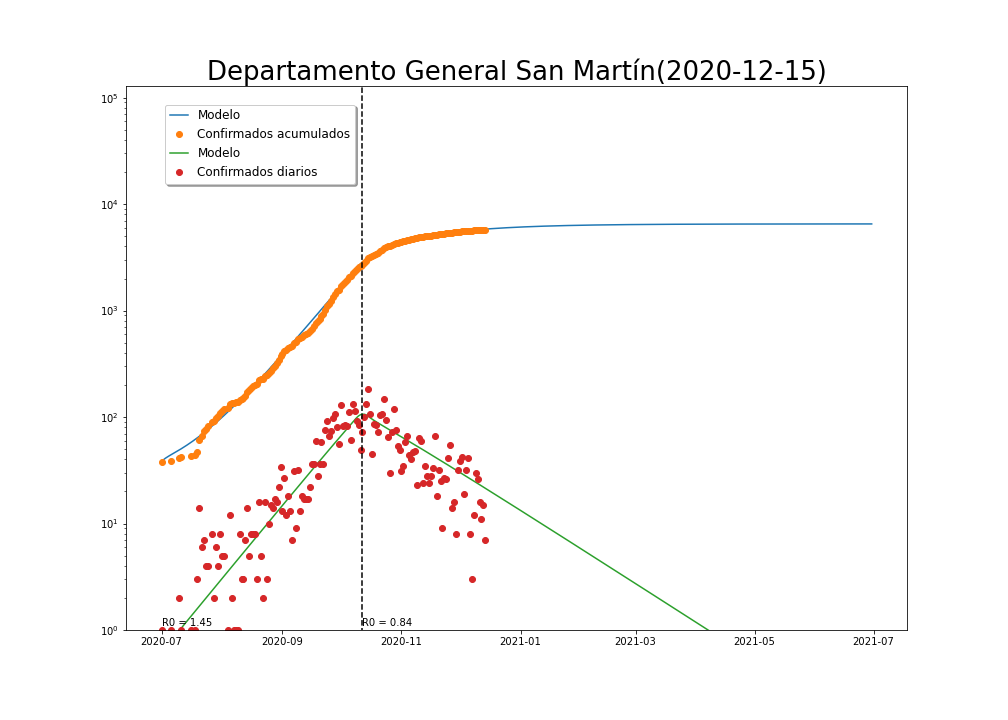 Departamento General San Martín(2020-12-15)
10⁵
Modelo
Confirmados acumulados
Modelo
Confirmados diarios
10⁴
10³
10²
10¹
10⁰
R0 = 1.45
R0 = 0.84
2020-07 2020-09 2020-11 2021-01 2021-03 2021-05 2021-07